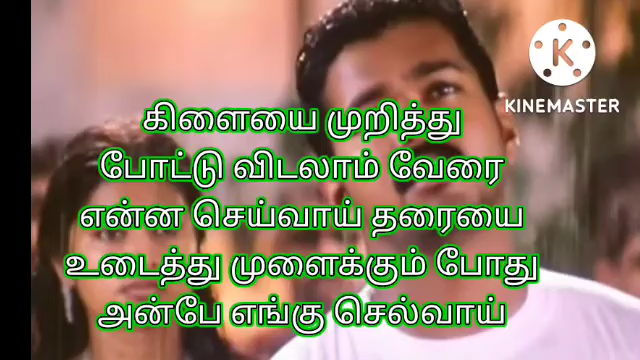 KINEMASTER
கிளையை முறித்து
போட்டு விடலாம் வேரை
என்ன செய்வாய் தரையை
உடைத்து முளைக்கும் போது
அன்பே எங்கு செல்வாய்